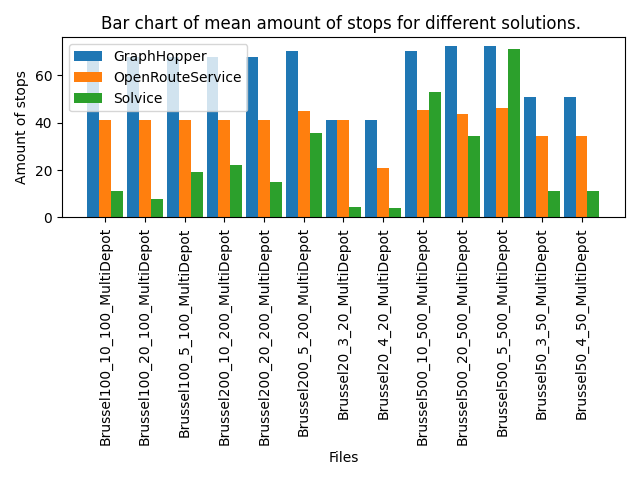 Bar chart of mean amount of stops for different solutions.
GraphHopper
OpenRouteService
Solvice
Amount of stops
60
40
20
0
Brussel100_10_100_MultiDepot
Brussel100_20_100_MultiDepot
Brussel100_5_100_MultiDepot
Brussel200_10_200_MultiDepot
Brussel200_20_200_MultiDepot
Brussel200_5_200_MultiDepot
Brussel20_3_20_MultiDepot
Brussel20_4_20_MultiDepot
Brussel500_10_500_MultiDepot
Brussel500_20_500_MultiDepot
Brussel500_5_500_MultiDepot
Brussel50_3_50_MultiDepot
Brussel50_4_50_MultiDepot
Files